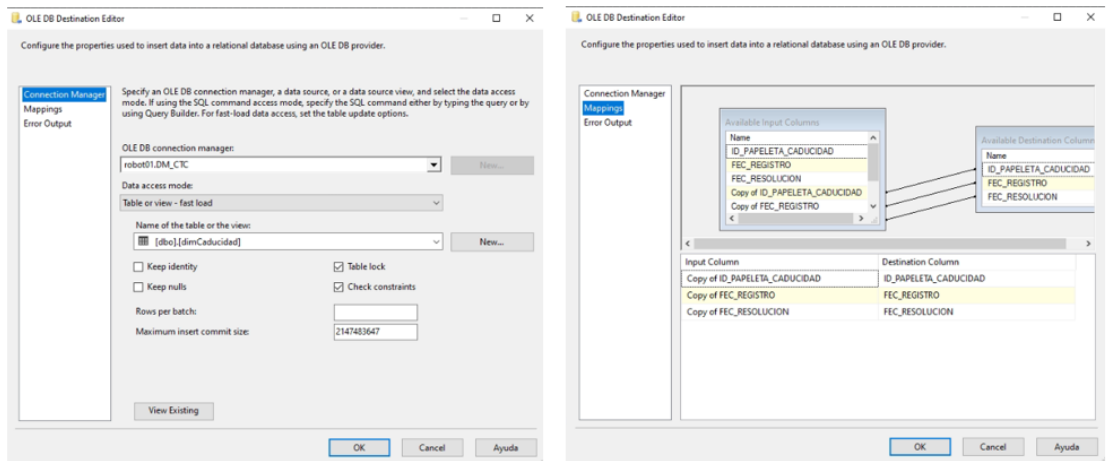 OLE DB Destination Editor
Configure the properties used to insert data into a relational database using an OLE DB provider.
Connection Manager
Mappings
Error Output
Specify an OLE DB connection manager, a data source, or a data source view, and select the data access
mode. If using the SQL command access mode, specify the SQL command either by typing the query or by
using Query Builder. For fast-load data access, set the table update options.
OLE DB connection manager:
robot01.DM_CTC
New...
Data access mode:
Table or view - fast load
Name of the table or the view:
[dbo].[dimCaducidad]
New...
Keep identity
Table lock
Keep nulls
Check constraints
Rows per batch:
Maximum insert commit size:
2147483647
View Existing
OK
Cancel
Ayuda
OLE DB Destination Editor
Configure the properties used to insert data into a relational database using an OLE DB provider.
Connection Manager
Mappings
Error Output
Available Input Columns
Name
ID_PAPELETA_CADUCIDAD
FEC_REGISTRO
FEC_RESOLUCION
Copy of ID_PAPELETA_CADUCIDAD
Copy of FEC_REGISTRO
Available Destination Column
Name
ID_PAPELETA_CADUCIDAD
FEC_REGISTRO
FEC_RESOLUCION
Input Column Destination Column
Copy of ID_PAPELETA_CADUCIDAD ID_PAPELETA_CADUCIDAD
Copy of FEC_REGISTRO FEC_REGISTRO
Copy of FEC_RESOLUCION FEC_RESOLUCION
OK
Cancel
Ayuda